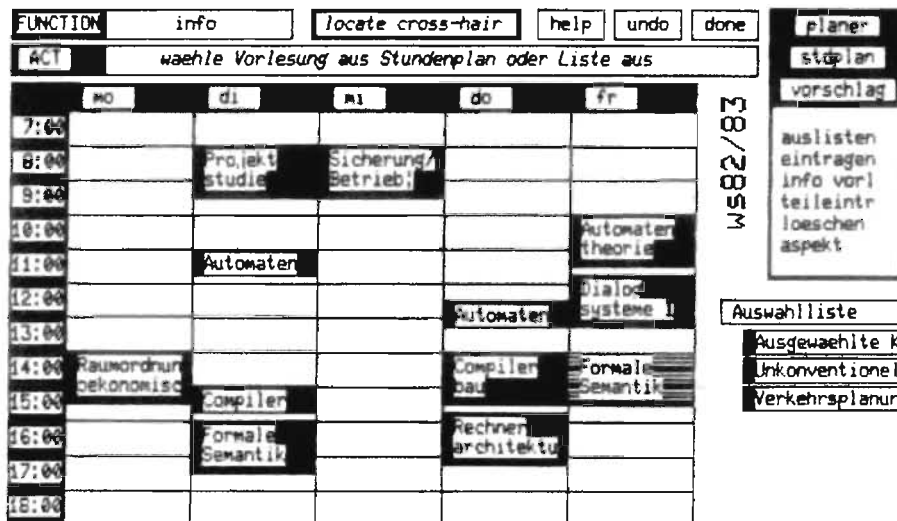 FUNCTION info locate cross-hair help undo done
ACT waehle Vorlesung aus Stundenplan oder Liste aus
planer
stdplan
vorschlag
auslisten
eintragen
info vorl
teileintr
loeschen
aspekt
ws82/83
mo di mi do fr
7:00
8:00
9:00
10:00
11:00
12:00
13:00
14:00
15:00
16:00
17:00
18:00
Projekt
studie
Sicherung/
Betrieb
Automaten
theorie
Automaten
Dialog
systeme 1
Automaten
Raumordnun
oekonomisc
Compiler
bau
Formale
Semantik
Compiler
Formale
Semantik
Rechner
architektu
Auswahlliste
Ausgewaehlte K
Unkonventionel
Verkehrsplanun